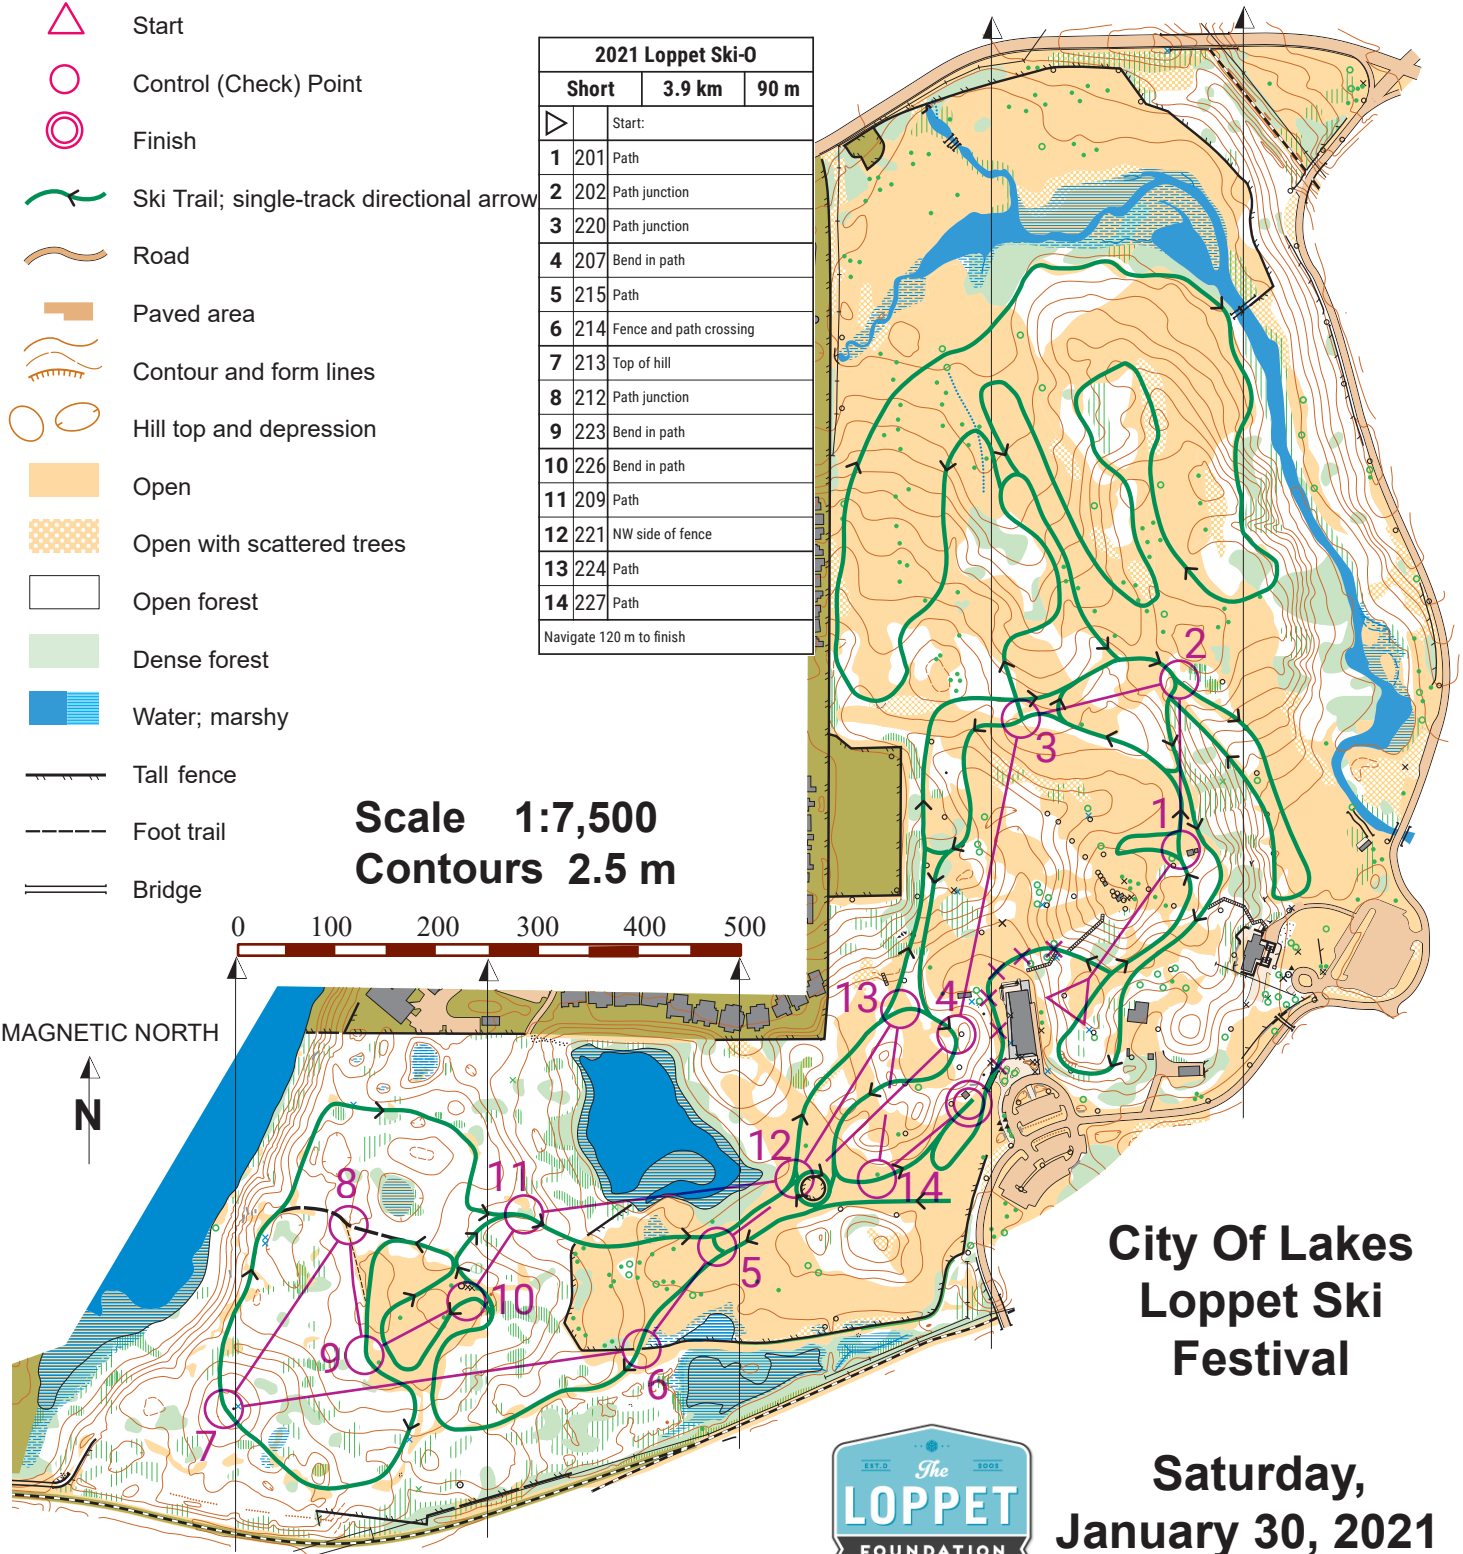 Start
Control (Check) Point
Finish
Ski Trail; single-track directional arrow
Road
Paved area
Contour and form lines
Hill top and depression
Open
Open with scattered trees
Open forest
Dense forest
Water; marshy
Tall fence
Foot trail
Bridge
2021 Loppet Ski-O
Short 3.9 km 90 m
Start:
1 201 Path
2 202 Path junction
3 220 Path junction
4 207 Bend in path
5 215 Path
6 214 Fence and path crossing
7 213 Top of hill
8 212 Path junction
9 223 Bend in path
10 226 Bend in path
11 209 Path
12 221 NW side of fence
13 224 Path
14 227 Path
Navigate 120 m to finish
Scale 1:7,500
Contours 2.5 m
0 100 200 300 400 500
MAGNETIC NORTH
N
2
3
1
13
4
12
14
11
8
5
10
9
6
7
City Of Lakes
Loppet Ski
Festival
Saturday,
January 30, 2021
EST.D 2002
The
LOPPET
FOUNDATION